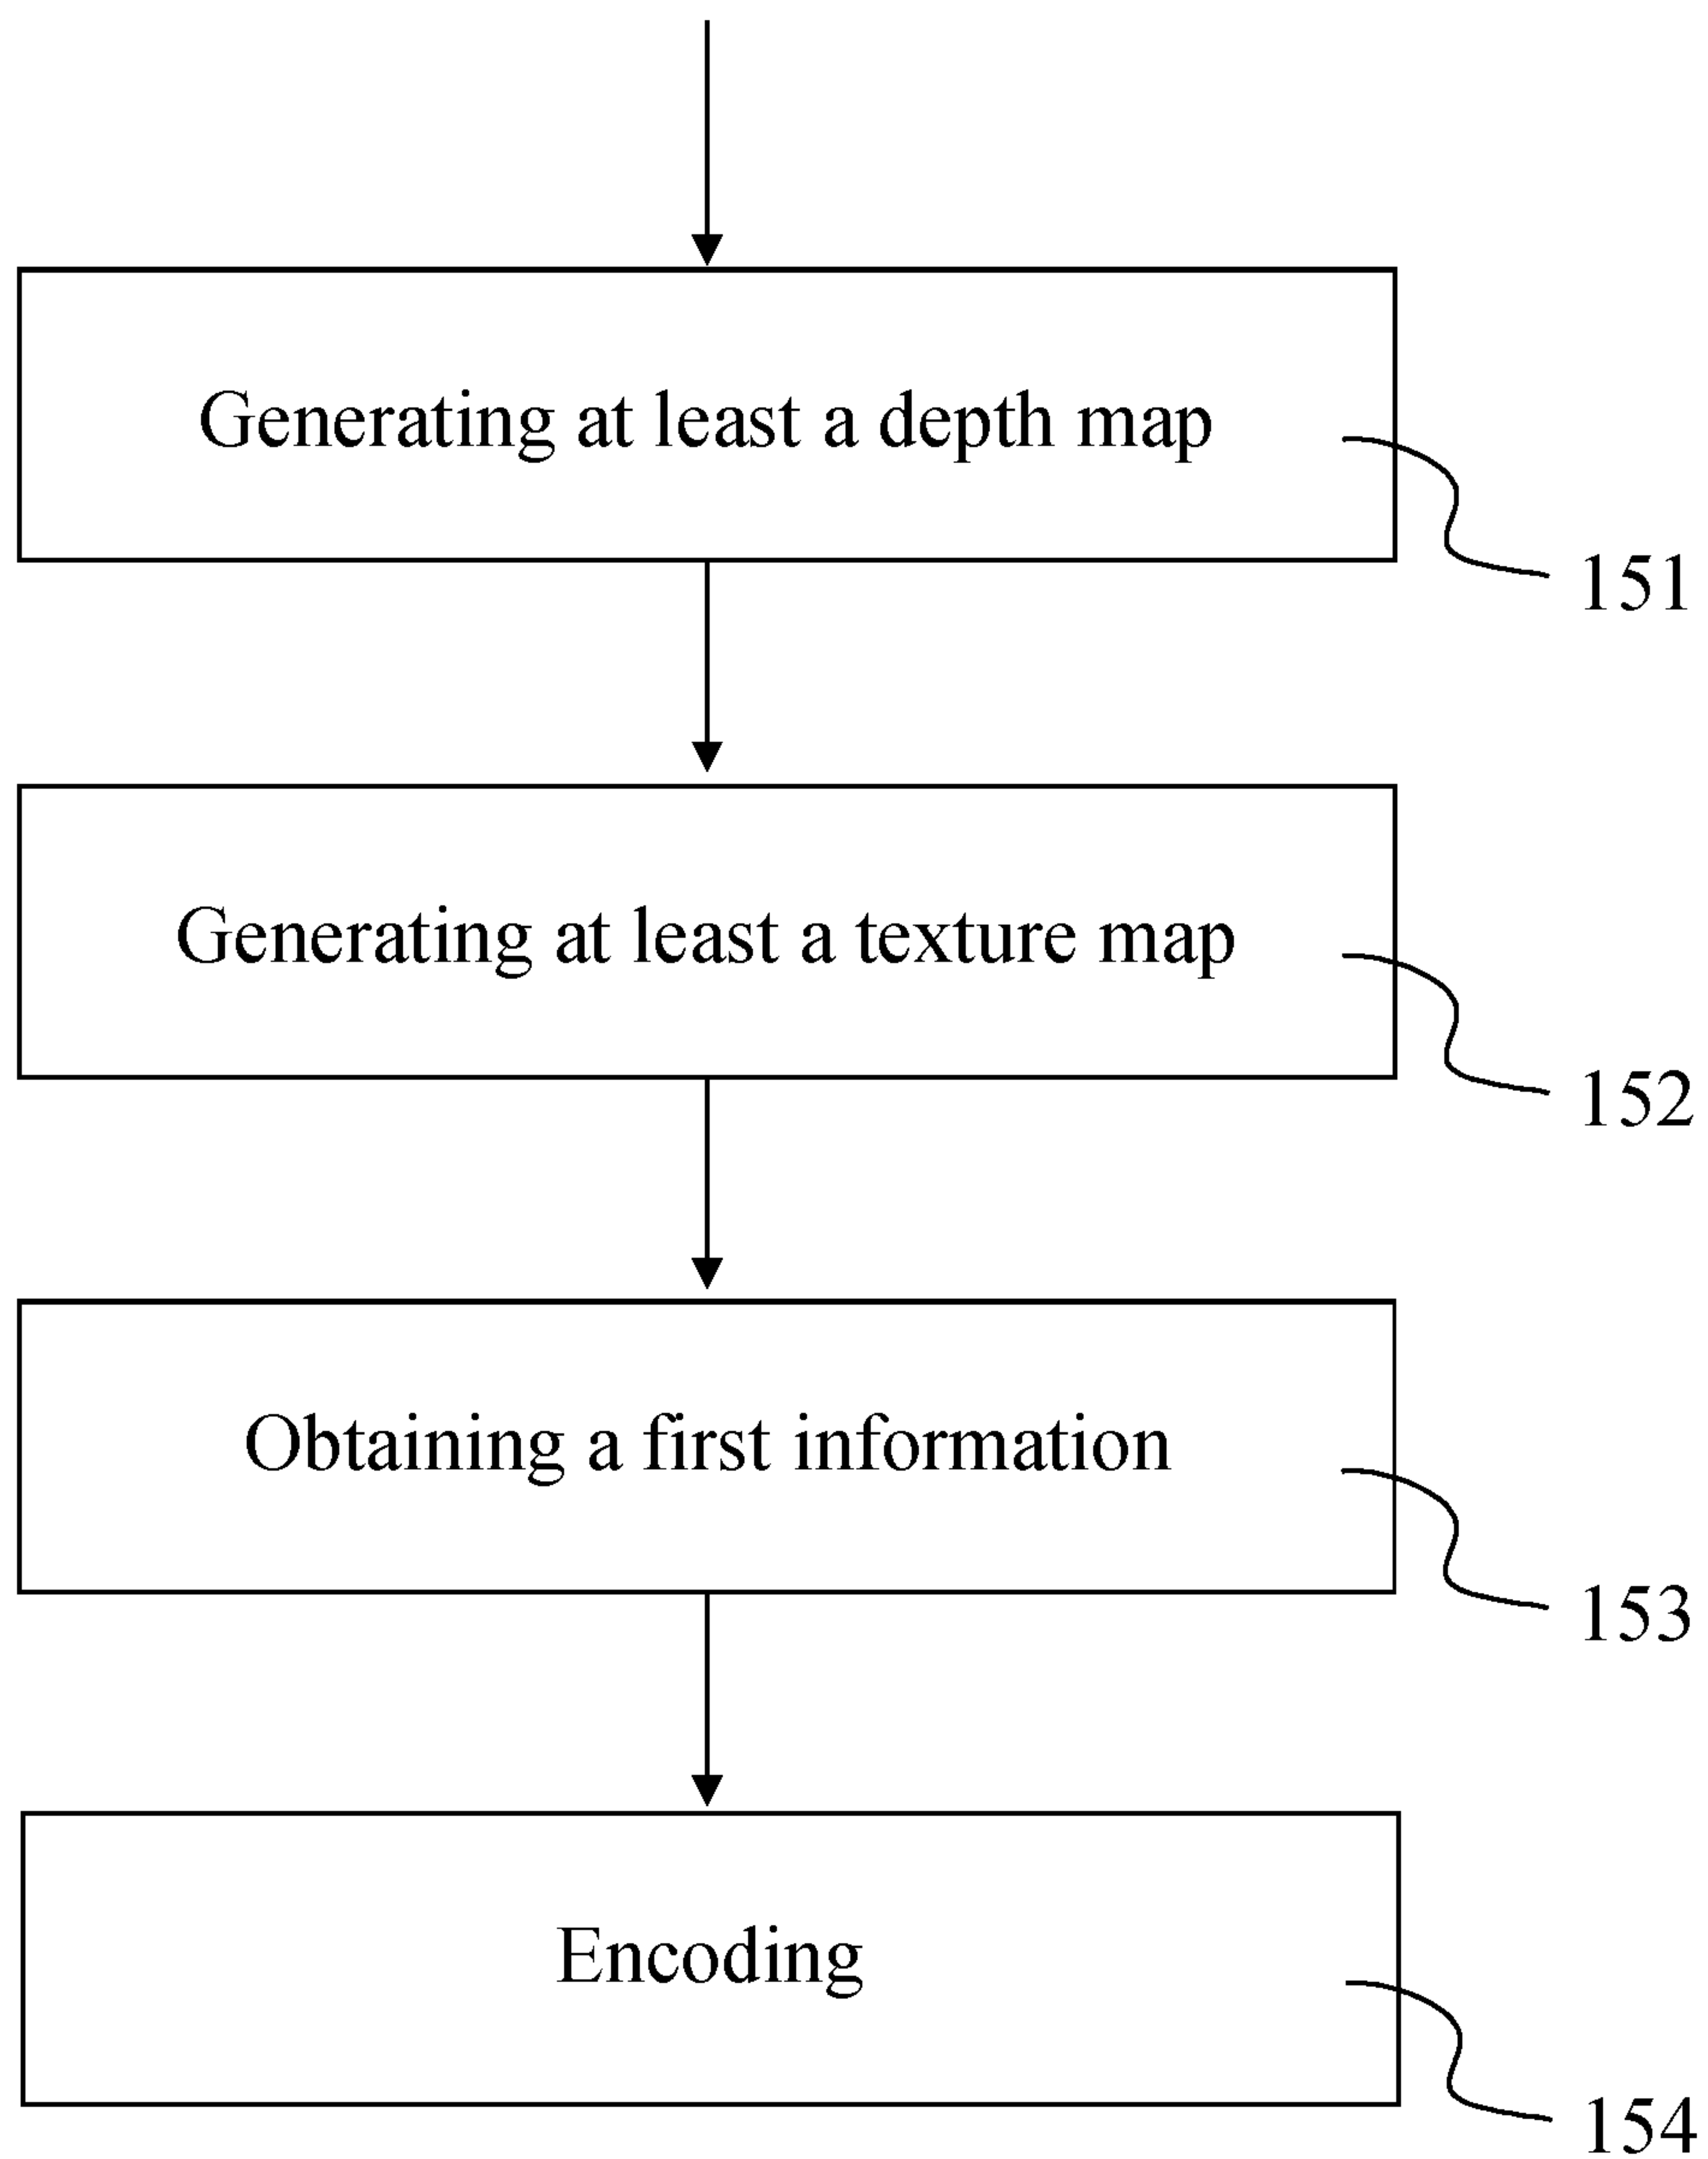 Generating at least a depth map
151
Generating at least a texture map
152
Obtaining a first information
153
Encoding
154